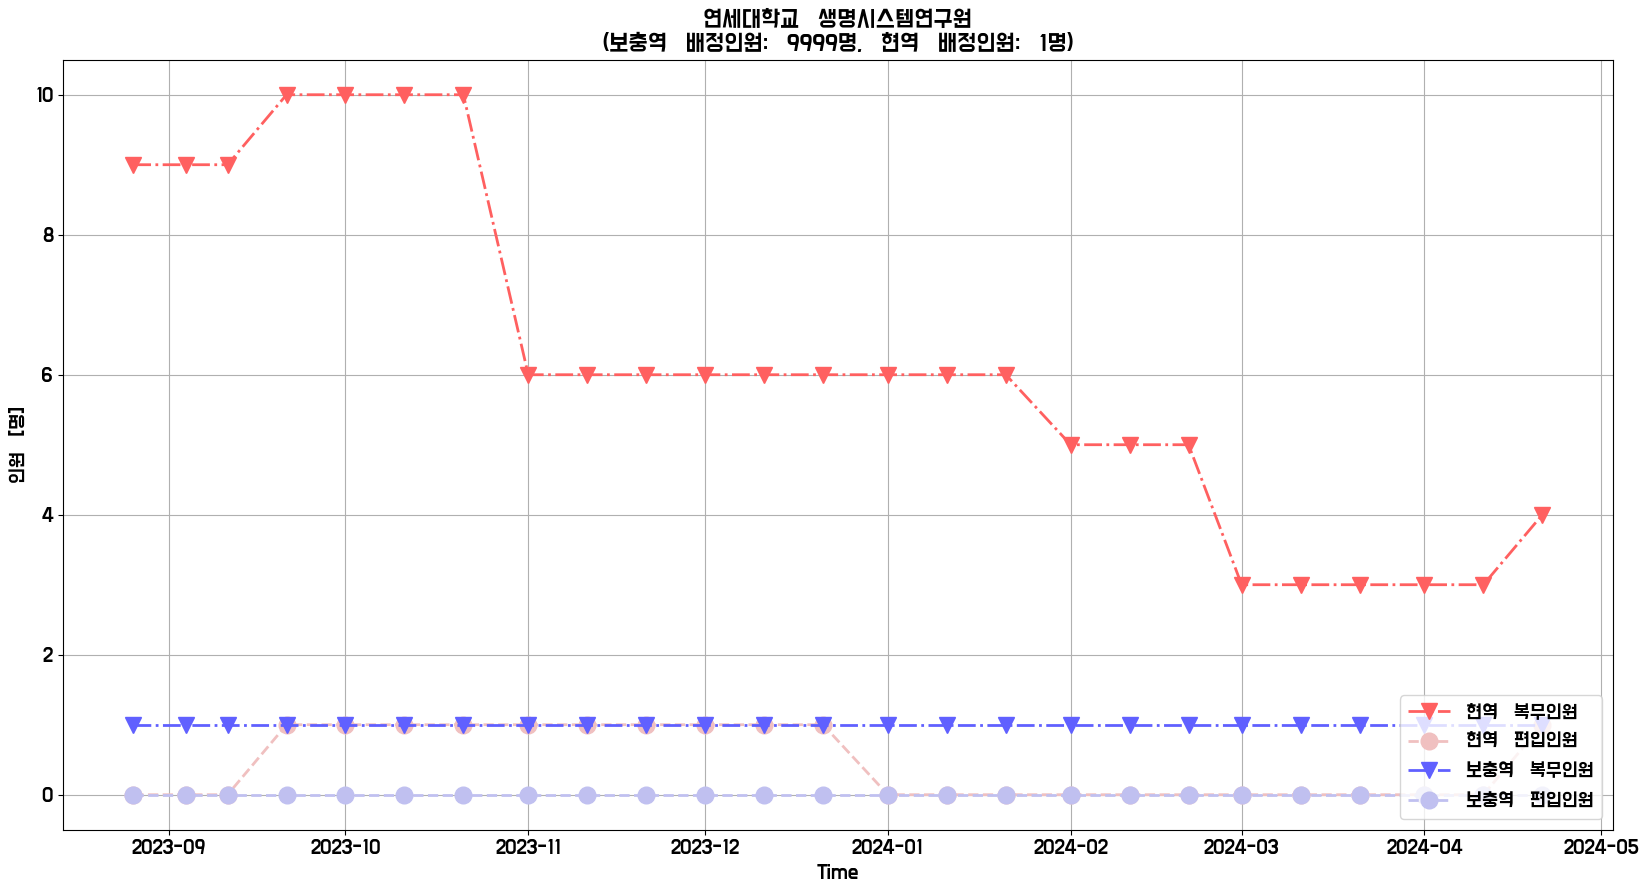 연세대학교 생명시스템연구원
(보충역 배정인원: 9999명, 현역 배정인원: 1명)
인원 [명]
10
8
6
4
2
0
현역 복무인원
현역 편입인원
보충역 복무인원
보충역 편입인원
2023-09 2023-10 2023-11 2023-12 2024-01 2024-02 2024-03 2024-04 2024-05
Time